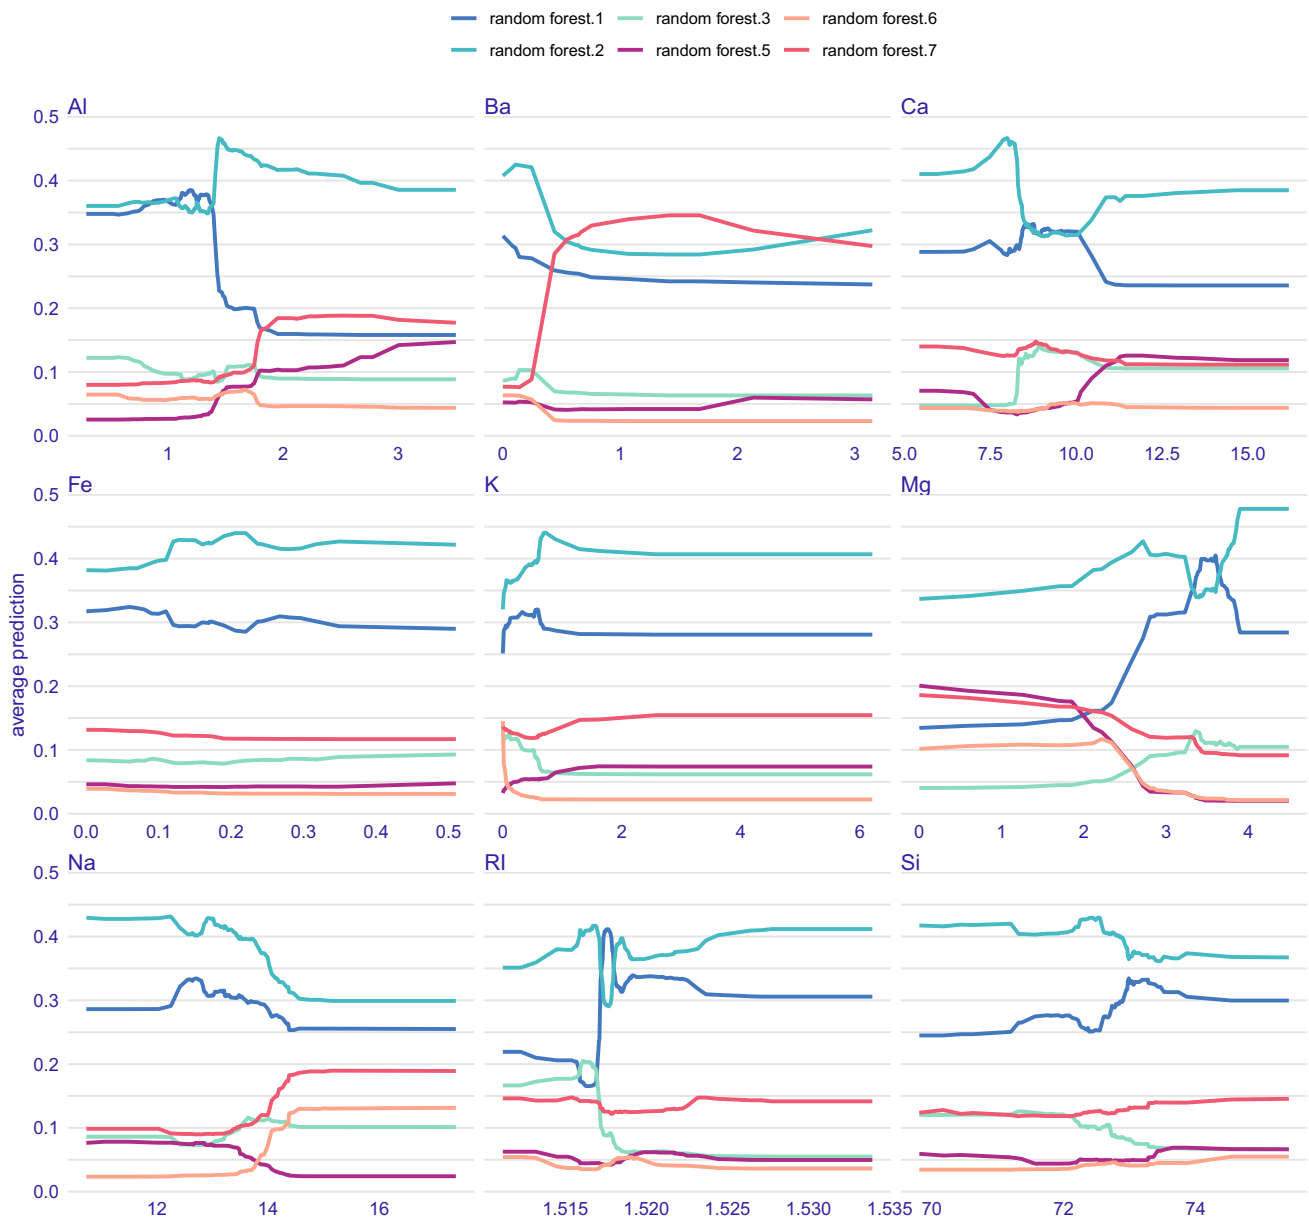 random forest.1 random forest.3 random forest.6
random forest.2 random forest.5 random forest.7
Al Ba Ca
0.5
0.4
0.3
0.2
0.1
0.0
1 2 3 0 1 2 3 5.0 7.5 10.0 12.5 15.0
Fe K Mg
0.5
0.4
0.3
0.2
0.1
0.0
average prediction
0.0 0.1 0.2 0.3 0.4 0.5 0 2 4 6 0 1 2 3 4
Na RI Si
0.5
0.4
0.3
0.2
0.1
0.0
12 14 16 1.515 1.520 1.525 1.530 1.535 70 72 74